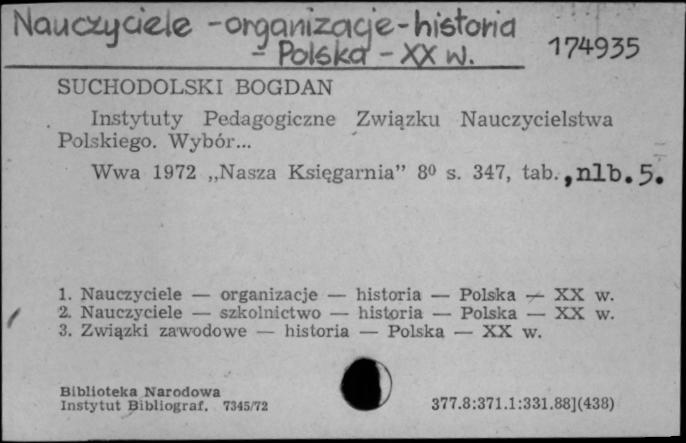 Nauczyciele - organizacje - historia
- Polska - XX w.
174935
SUCHODOLSKI BOGDAN
Instytuty Pedagogiczne Związku Nauczycielstwa
Polskiego. Wybór...
Wwa 1972 „Nasza Księgarnia” 8⁰ s. 347, tab., nlb. 5.
1. Nauczyciele — organizacje — historia — Polska — XX w.
2. Nauczyciele — szkolnictwo — historia — Polska — XX w.
3. Związki zawodowe — historia — Polska — XX w.
Biblioteka Narodowa
Instytut Bibliograf. 7345/72
377.8:371.1:331.88](438)